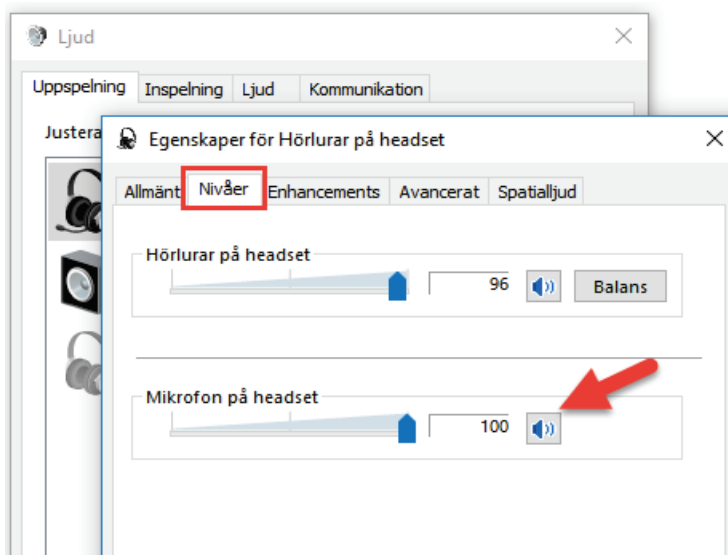 Ljud
Uppspelning Inspelning Ljud Kommunikation
Justera
Egenskaper för Hörlurar på headset
Allmänt Nivåer Enhancements Avancerat Spatialljud
Hörlurar på headset
96 Balans
Mikrofon på headset
100